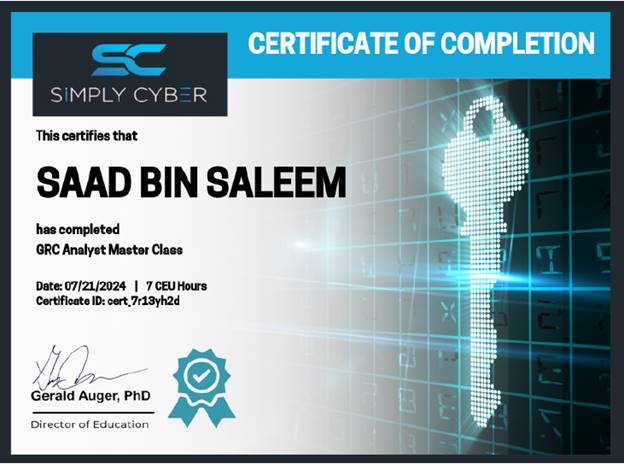 CERTIFICATE OF COMPLETION
SC
SIMPLY CYBER
This certifies that
SAAD BIN SALEEM
has completed
GRC Analyst Master Class
Date: 07/21/2024 | 7 CEU Hours
Certificate ID: cert_7r13yh2d
Gerald Auger, PhD
Director of Education